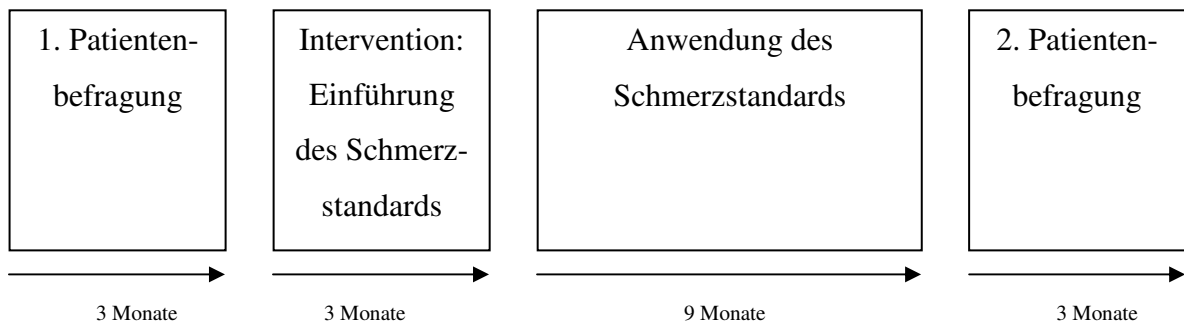 1. Patienten-
befragung
Intervention:
Einführung
des Schmerz-
standards
Anwendung des
Schmerzstandards
2. Patienten-
befragung
3 Monate
3 Monate
9 Monate
3 Monate